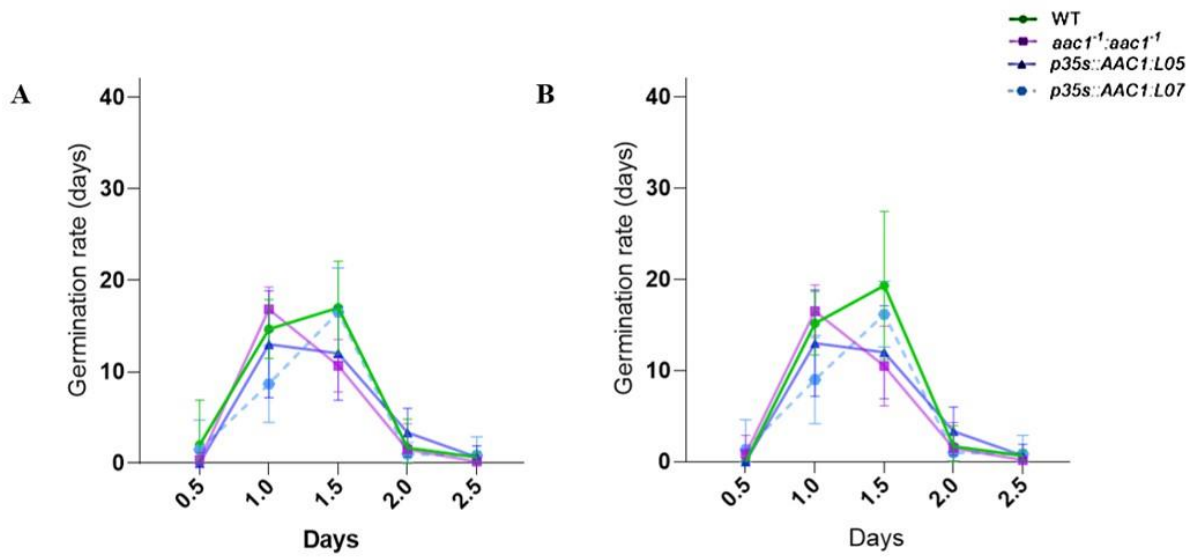 WT
aac1⁻¹:aac1⁻¹
p35s::AAC1:L05
p35s::AAC1:L07
A
Germination rate (days)
40
30
20
10
0
0.5
1.0
1.5
2.0
2.5
Days
B
Germination rate (days)
40
30
20
10
0
0.5
1.0
1.5
2.0
2.5
Days